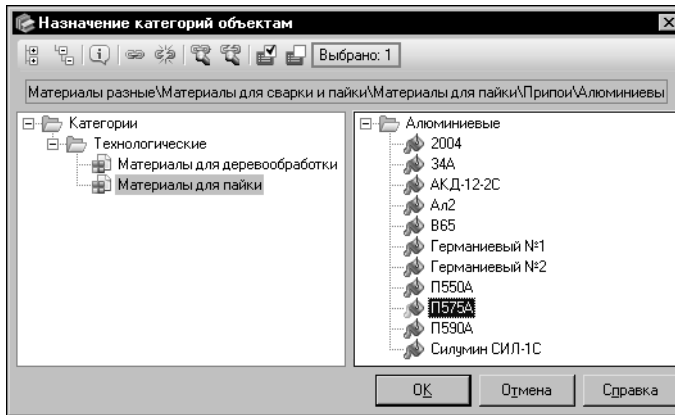 Назначение категорий объектам
Выбрано: 1
Материалы разные\Материалы для сварки и пайки\Материалы для пайки\Припои\Алюминиевы
Категории
Технологические
Материалы для деревообработки
Материалы для пайки
Алюминиевые
2004
34А
АКД-12-2С
Ал2
В65
Германиевый №1
Германиевый №2
П550А
П575А
П590А
Силумин СИЛ-1С
OK
Отмена
Справка